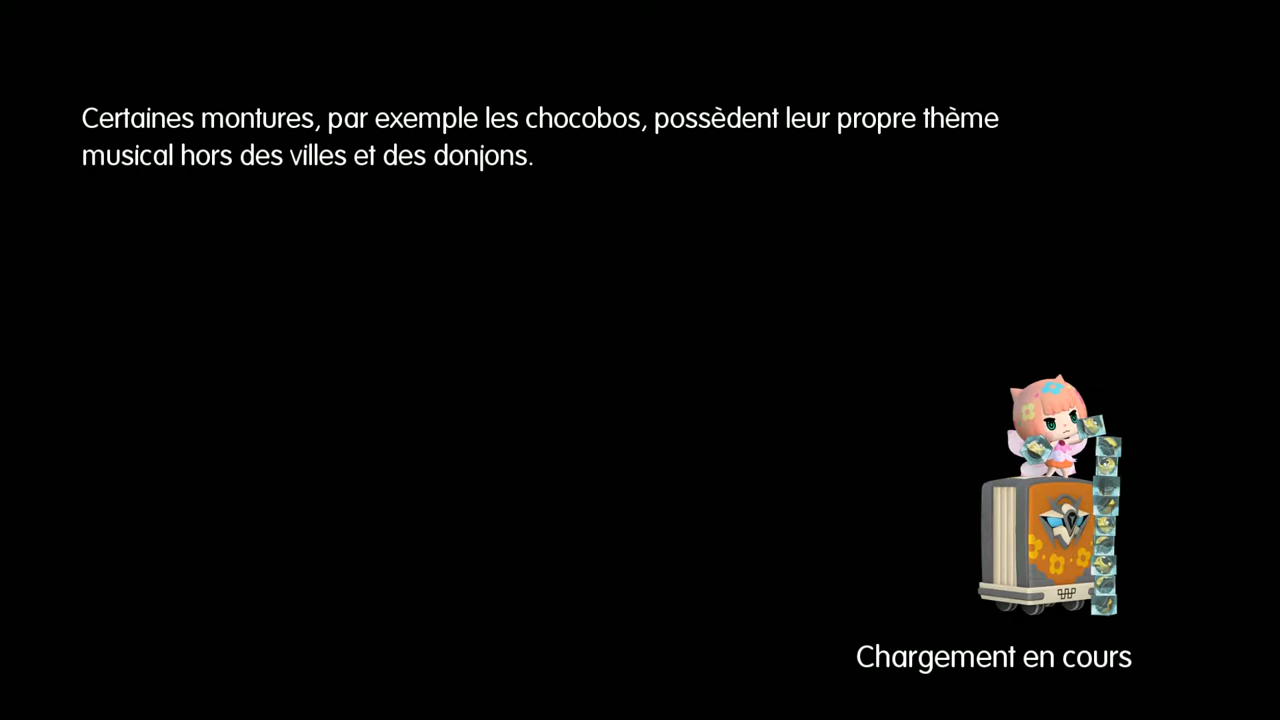 Certaines montures, par exemple les chocobos, possèdent leur propre thème
musical hors des villes et des donjons.
Chargement en cours